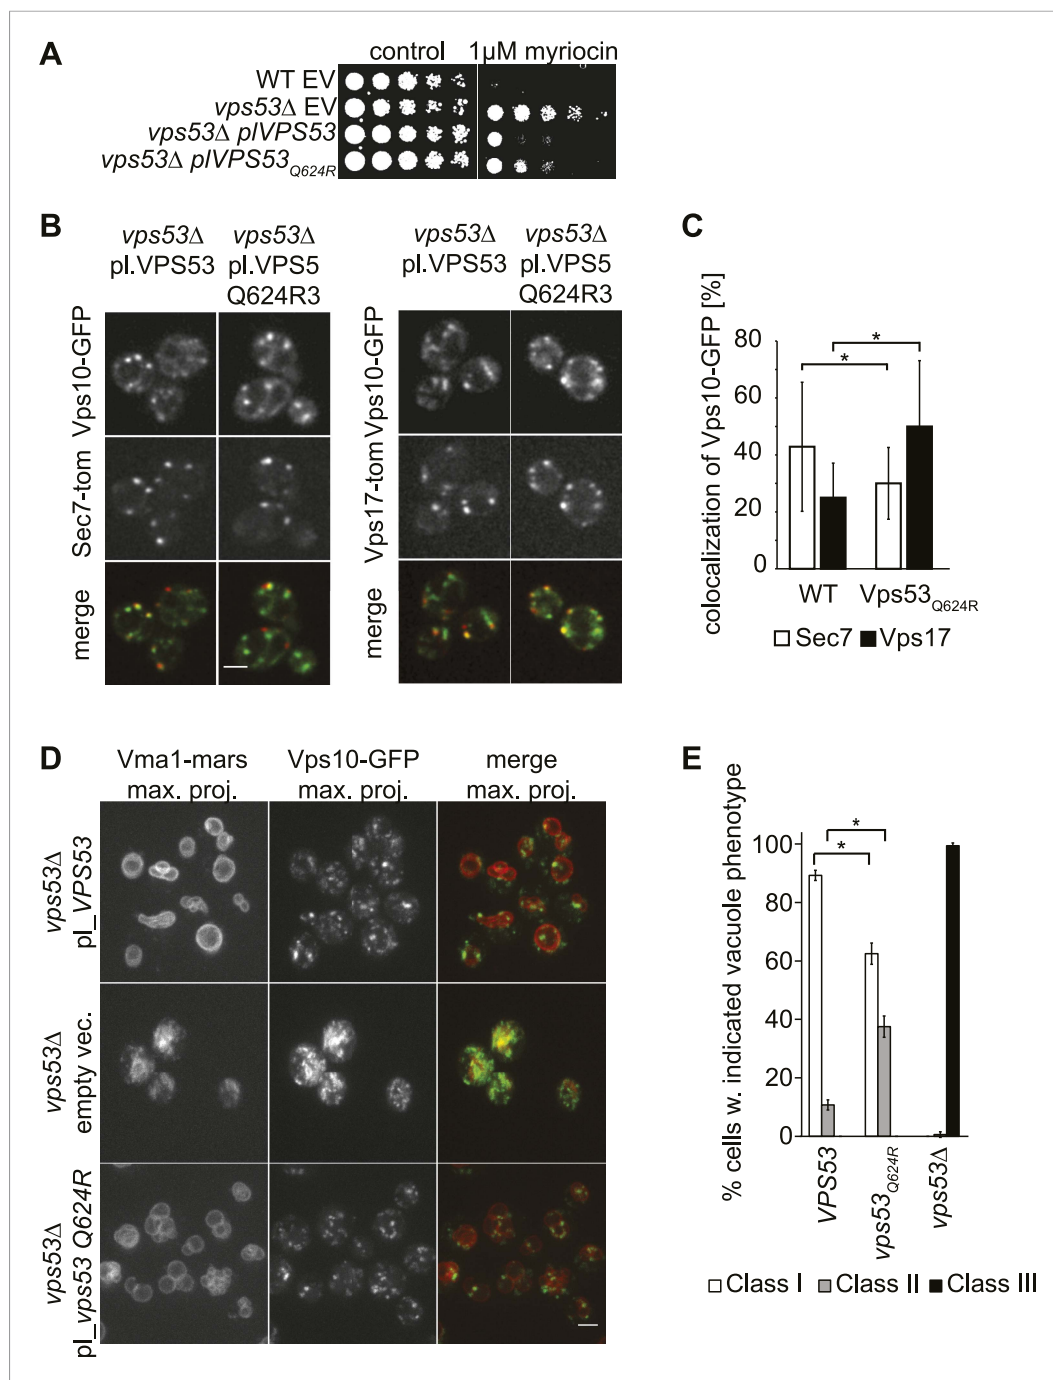 A
control
1μM myriocin
WT EV
vps53Δ EV
vps53Δ plVPS53
vps53Δ plVPS53Q624R
B
vps53Δ
pl.VPS53
vps53Δ
pl.VPS5
Q624R3
vps53Δ
pl.VPS53
vps53Δ
pl.VPS5
Q624R3
Vps10-GFP
Sec7-tom
merge
Vps10-GFP
Vps17-tom
merge
C
colocalization of Vps10-GFP [%]
80
60
40
20
0
*
*
WT
Vps53Q624R
Sec7
Vps17
D
Vma1-mars
max. proj.
Vps10-GFP
max. proj.
merge
max. proj.
vps53Δ
pl_VPS53
vps53Δ
empty vec.
vps53Δ
pl_vps53 Q624R
E
% cells w. indicated vacuole phenotype
100
80
60
40
20
0
*
*
VPS53
vps53Q624R
vps53Δ
Class I
Class II
Class III